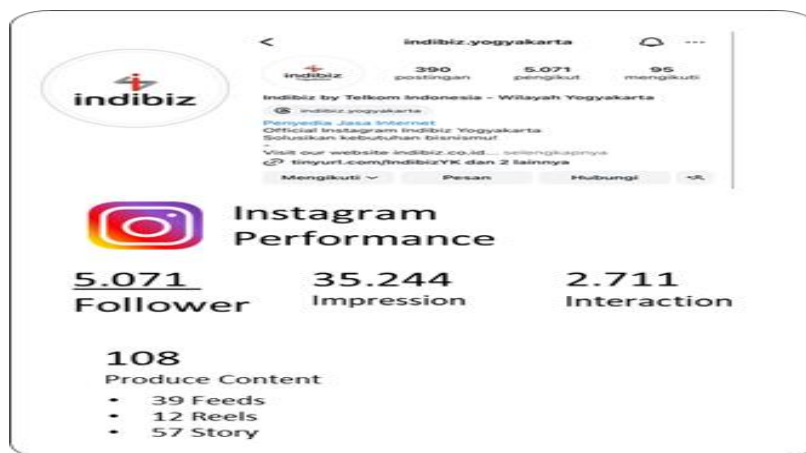 indibiz
indibiz.yogyakarta
indibiz
390 5.071 95
postingan pengikut mengikuti
Indibiz by Telkom Indonesia - Wilayah Yogyakarta
indibiz.yogyakarta
Penyedia Jasa Internet
Official Instagram Indibiz Yogyakarta
Solusikan kebutuhan bisnismu!
-
Visit our website indibiz.co.id... selengkapnya
tinyurl.com/IndibizYK dan 2 lainnya
Mengikuti Pesan Hubungi
Instagram
Performance
5.071 35.244 2.711
Follower Impression Interaction
108
Produce Content
• 39 Feeds
• 12 Reels
• 57 Story